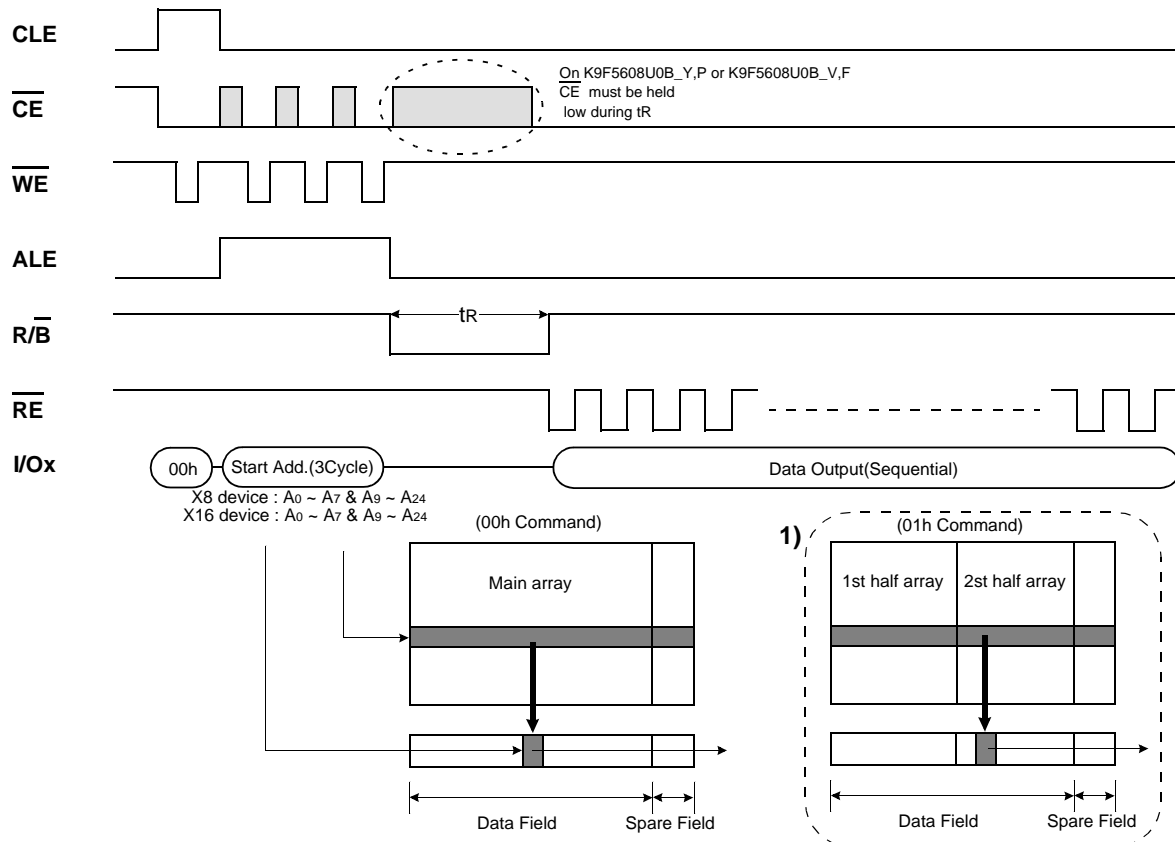 CLE
On K9F5608U0B_Y,P or K9F5608U0B_V,F
CE must be held
low during tR
CE
WE
ALE
tR
R/B
RE
I/Ox
00h
Start Add.(3Cycle)
Data Output(Sequential)
X8 device : A0 ~ A7 & A9 ~ A24
X16 device : A0 ~ A7 & A9 ~ A24
(00h Command)
Main array
Data Field
Spare Field
1)
(01h Command)
1st half array
2st half array
Data Field
Spare Field